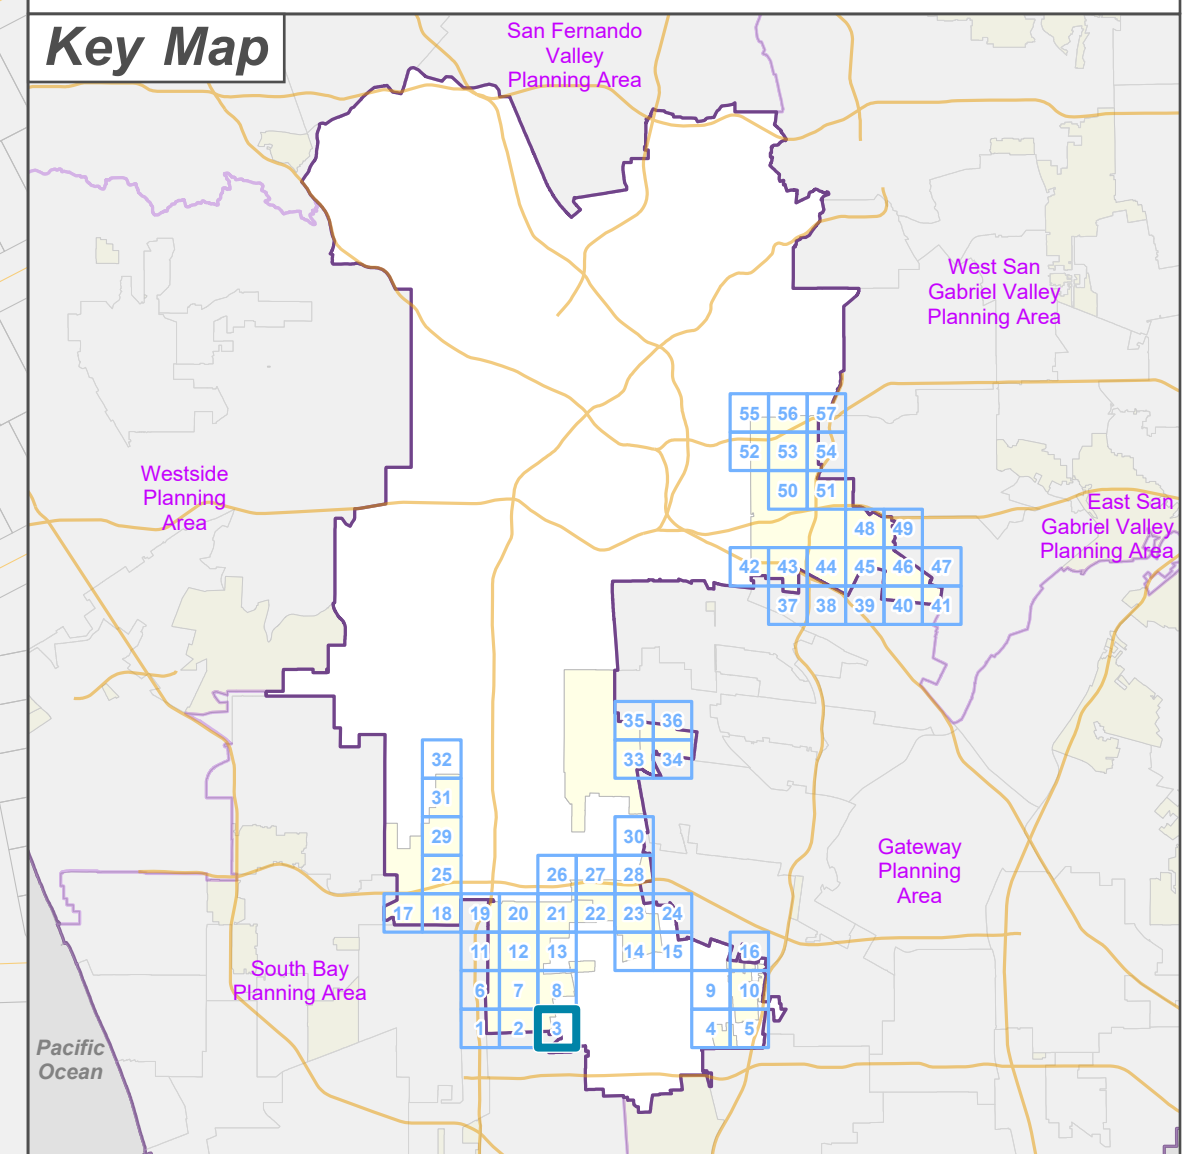 Key Map
San Fernando
Valley
Planning Area
West San
Gabriel Valley
Planning Area
55 56 57
52 53 54
Westside
Planning
Area
50 51
East San
Gabriel Valley
Planning Area
48 49
42 43 44 45 46 47
37 38 39 40 41
35 36
33 34
32
31
29 30
Gateway
Planning
Area
25 26 27 28
17 18 19 20 21 22 23 24
11 12 13 14 15 16
South Bay
Planning Area
6 7 8 9 10
1 2 3 4 5
Pacific
Ocean